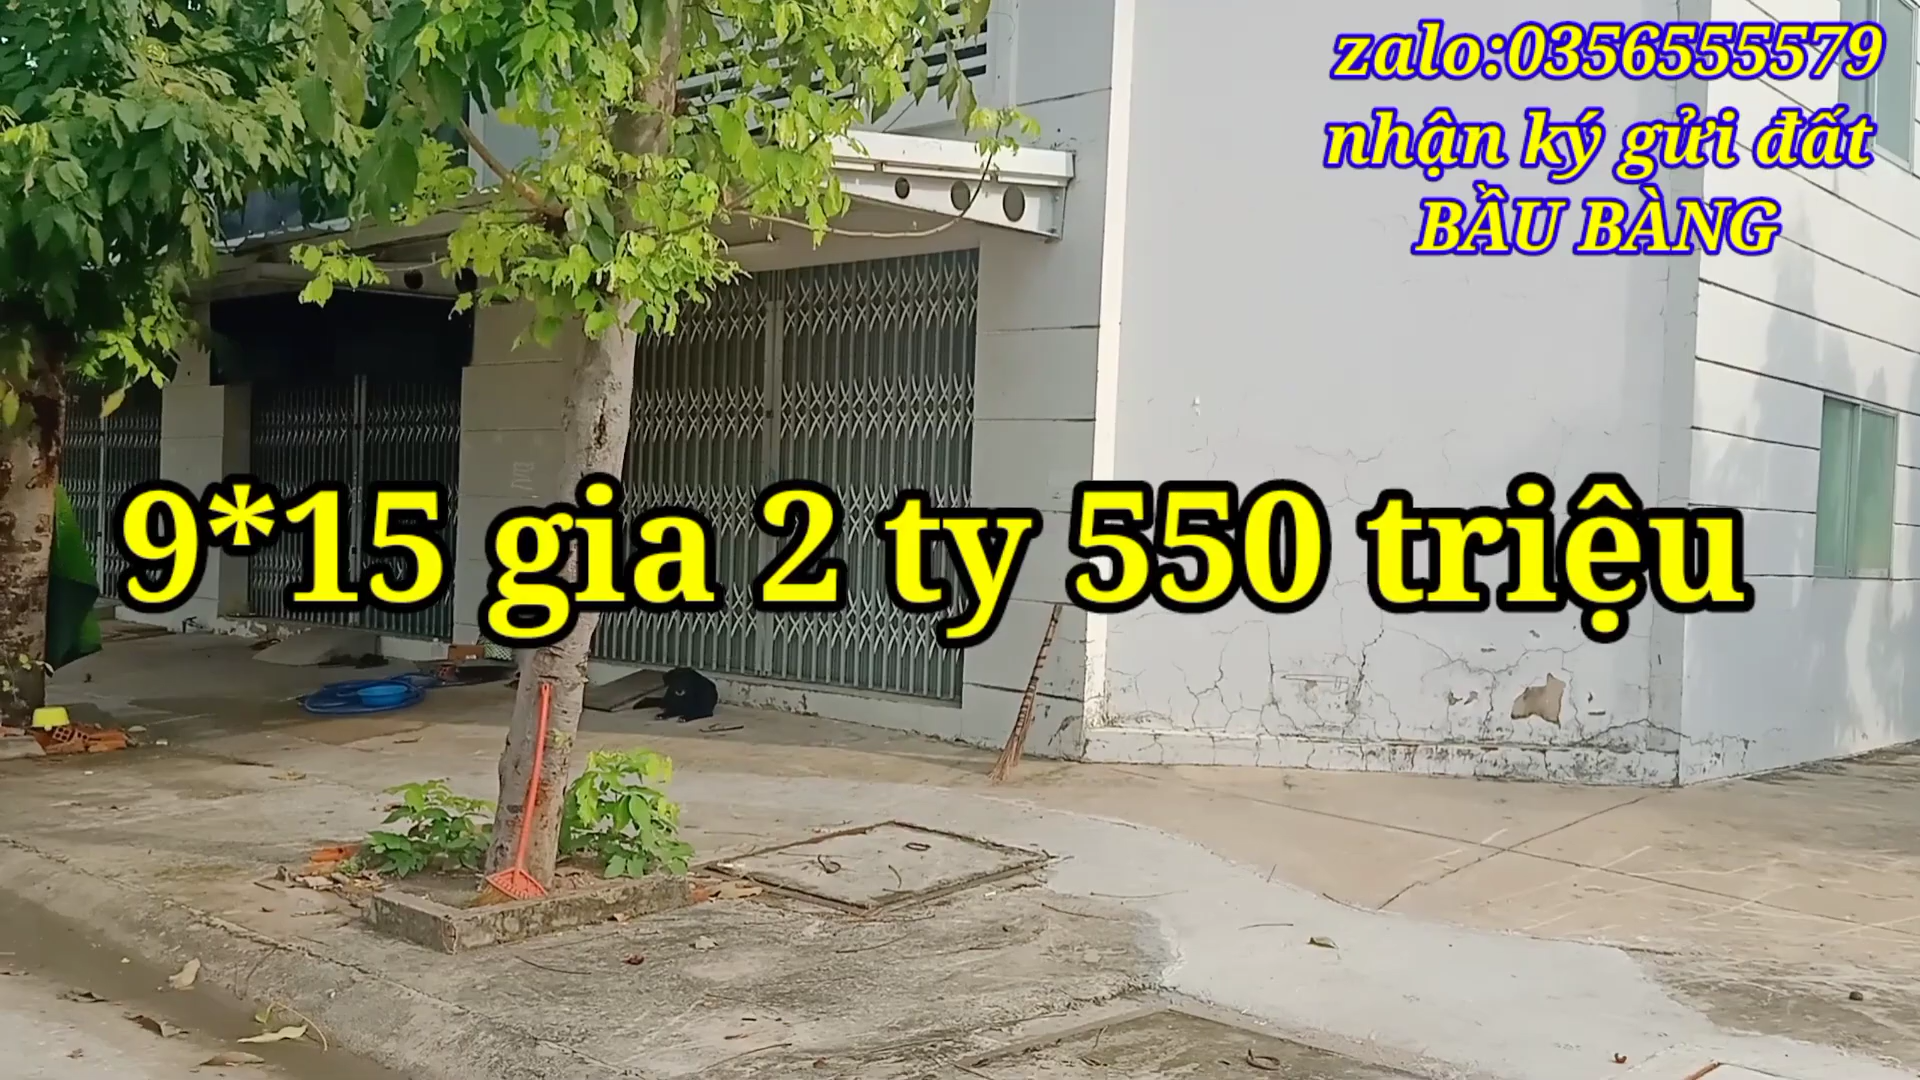 zalo:0356555579
nhận ký gửi đất
BẦU BÀNG
9*15 gia 2 ty 550 triệu